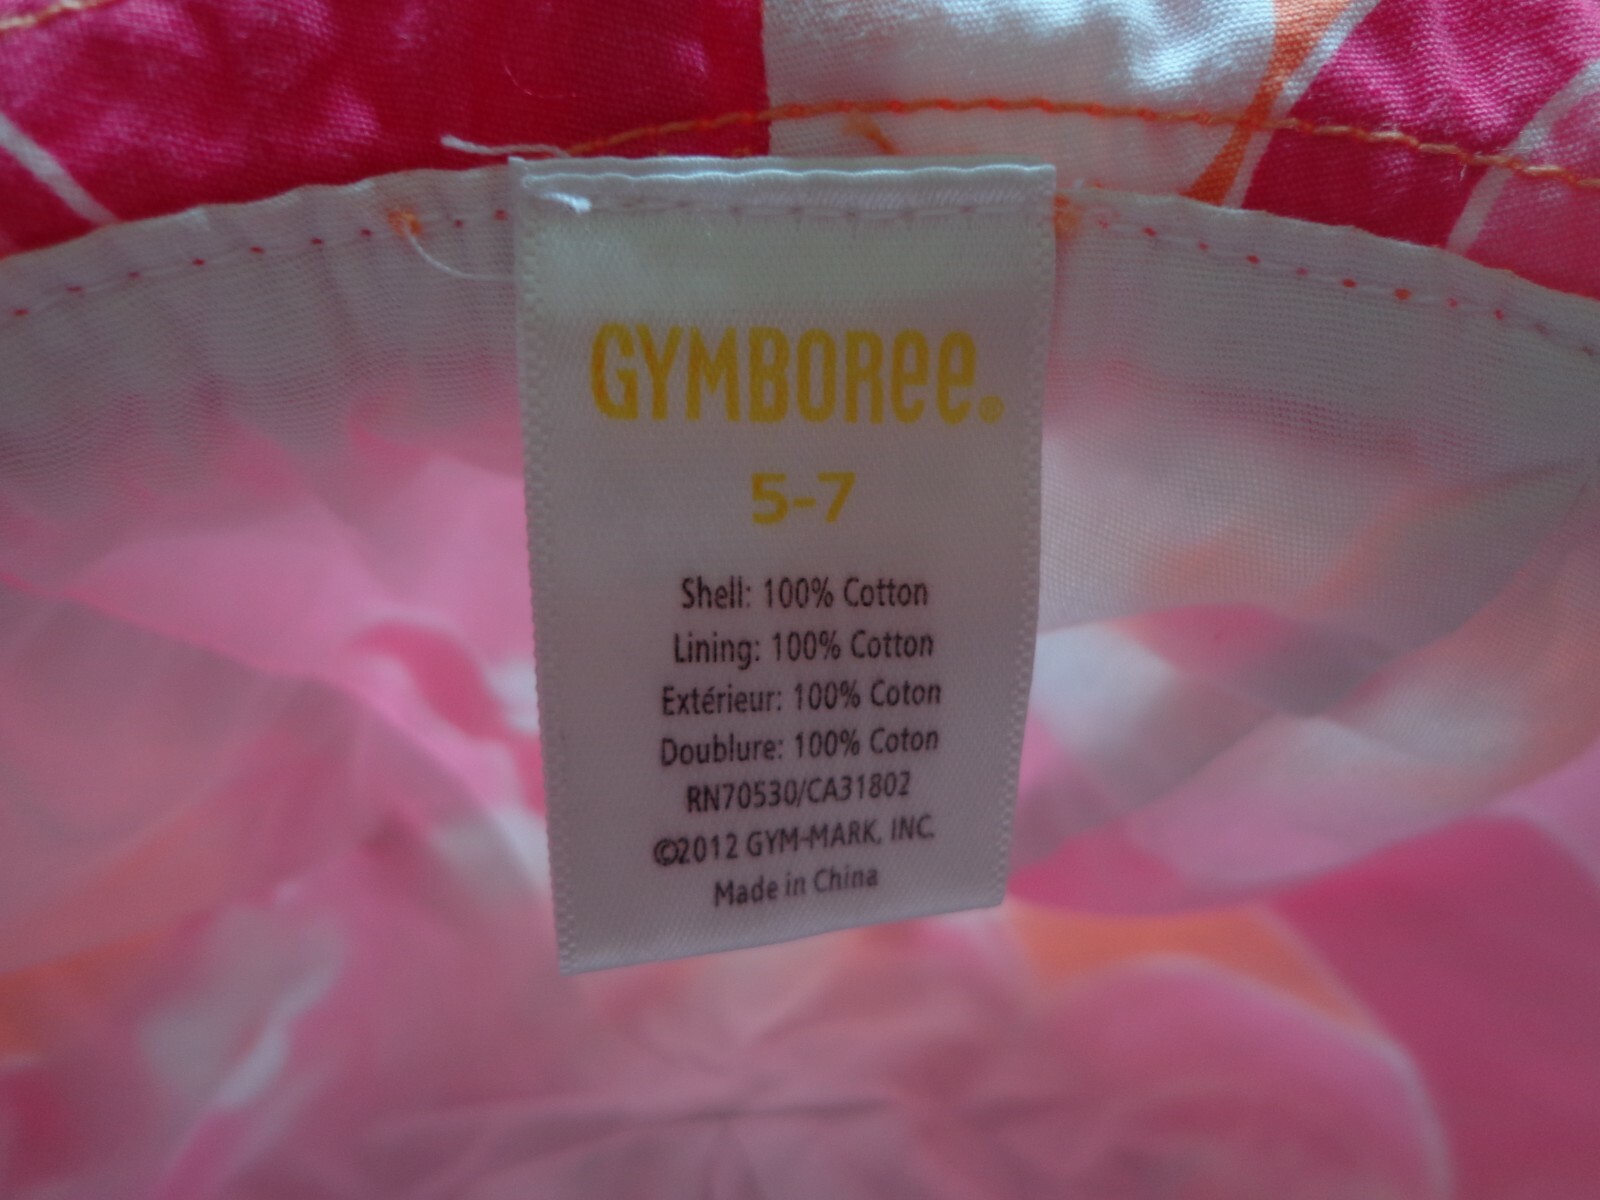 GYMBOREE®
5-7
Shell: 100% Cotton
Lining: 100% Cotton
Extérieur: 100% Coton
Doublure: 100% Coton
RN70530/CA31802
©2012 GYM-MARK, INC.
Made in China